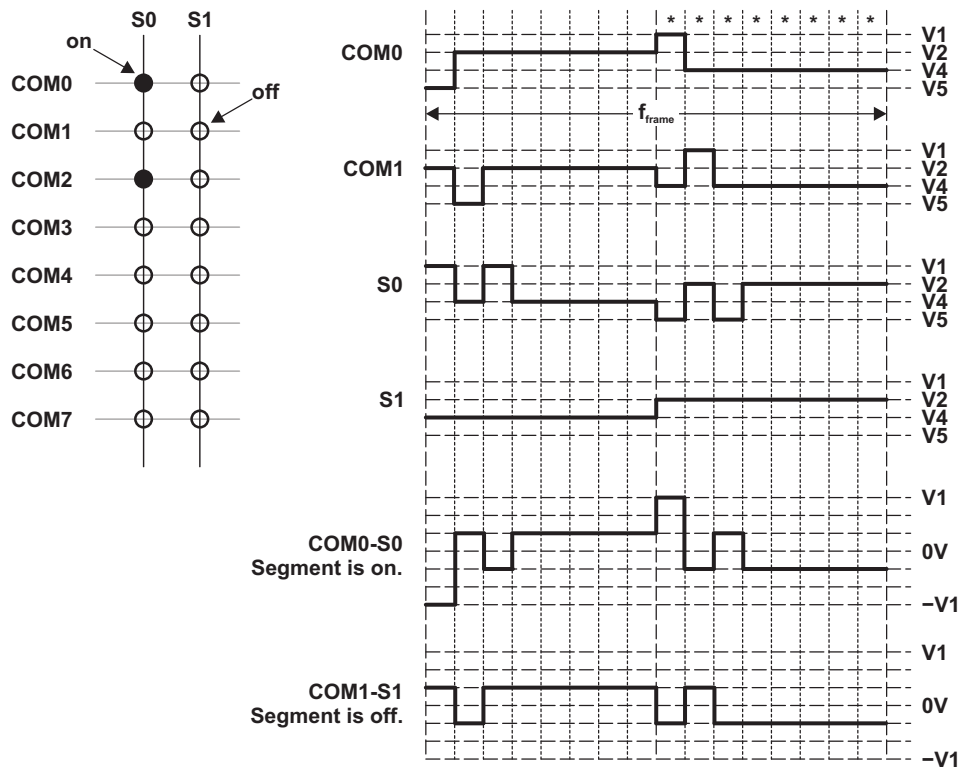 S0 S1
on
off
COM0
COM1
COM2
COM3
COM4
COM5
COM6
COM7
* * * * * * * *
COM0
V1
V2
V4
V5
fframe
COM1
V1
V2
V4
V5
S0
V1
V2
V4
V5
S1
V1
V2
V4
V5
COM0-S0
Segment is on.
V1
0V
–V1
COM1-S1
Segment is off.
V1
0V
–V1